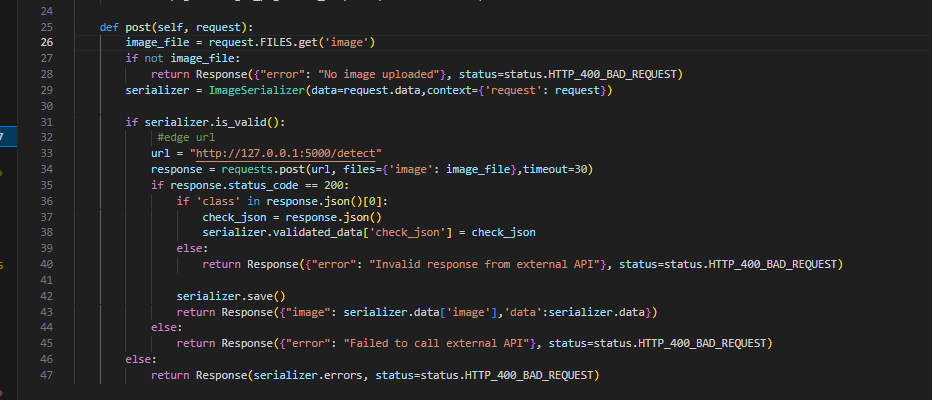 24
25 def post(self, request):
26 image_file = request.FILES.get('image')
27 if not image_file:
28 return Response({"error": "No image uploaded"}, status=status.HTTP_400_BAD_REQUEST)
29 serializer = ImageSerializer(data=request.data,context={'request': request})
30
31 if serializer.is_valid():
32 #edge url
33 url = "http://127.0.0.1:5000/detect"
34 response = requests.post(url, files={'image': image_file},timeout=30)
35 if response.status_code == 200:
36 if 'class' in response.json()[0]:
37 check_json = response.json()
38 serializer.validated_data['check_json'] = check_json
39 else:
40 return Response({"error": "Invalid response from external API"}, status=status.HTTP_400_BAD_REQUEST)
41
42 serializer.save()
43 return Response({"image": serializer.data['image'],'data':serializer.data})
44 else:
45 return Response({"error": "Failed to call external API"}, status=status.HTTP_400_BAD_REQUEST)
46 else:
47 return Response(serializer.errors, status=status.HTTP_400_BAD_REQUEST)